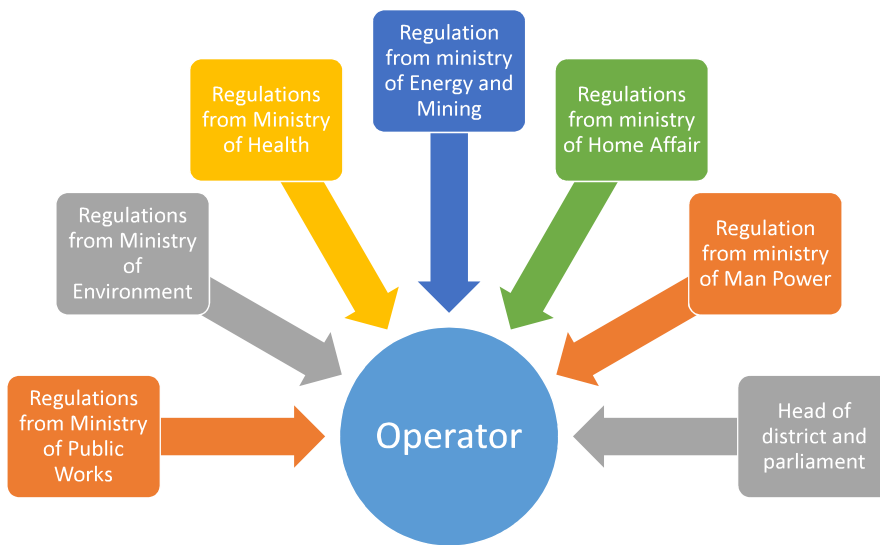 Regulation
from ministry
of Energy and
Mining
Regulations
from Ministry
of Health
Regulations
from ministry
of Home Affair
Regulations
from Ministry
of
Environment
Regulation
from ministry
of Man Power
Regulations
from Ministry
of Public
Works
Operator
Head of
district and
parliament